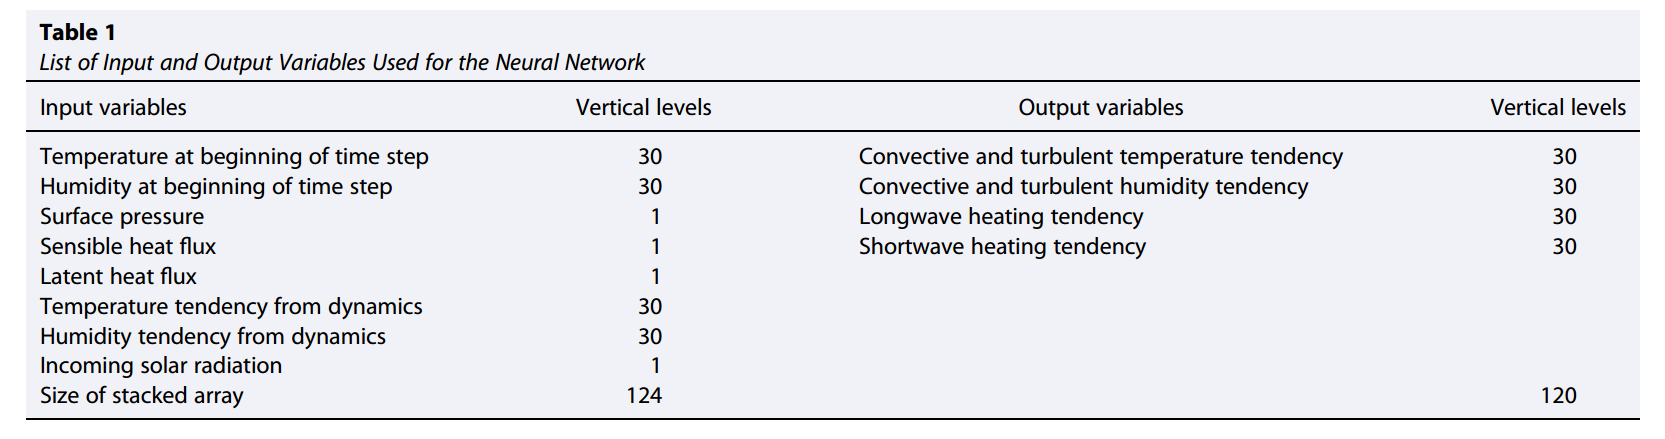 Table 1
List of Input and Output Variables Used for the Neural Network
Input variables Vertical levels Output variables Vertical levels
Temperature at beginning of time step 30 Convective and turbulent temperature tendency 30
Humidity at beginning of time step 30 Convective and turbulent humidity tendency 30
Surface pressure 1 Longwave heating tendency 30
Sensible heat flux 1 Shortwave heating tendency 30
Latent heat flux 1
Temperature tendency from dynamics 30
Humidity tendency from dynamics 30
Incoming solar radiation 1
Size of stacked array 124 120